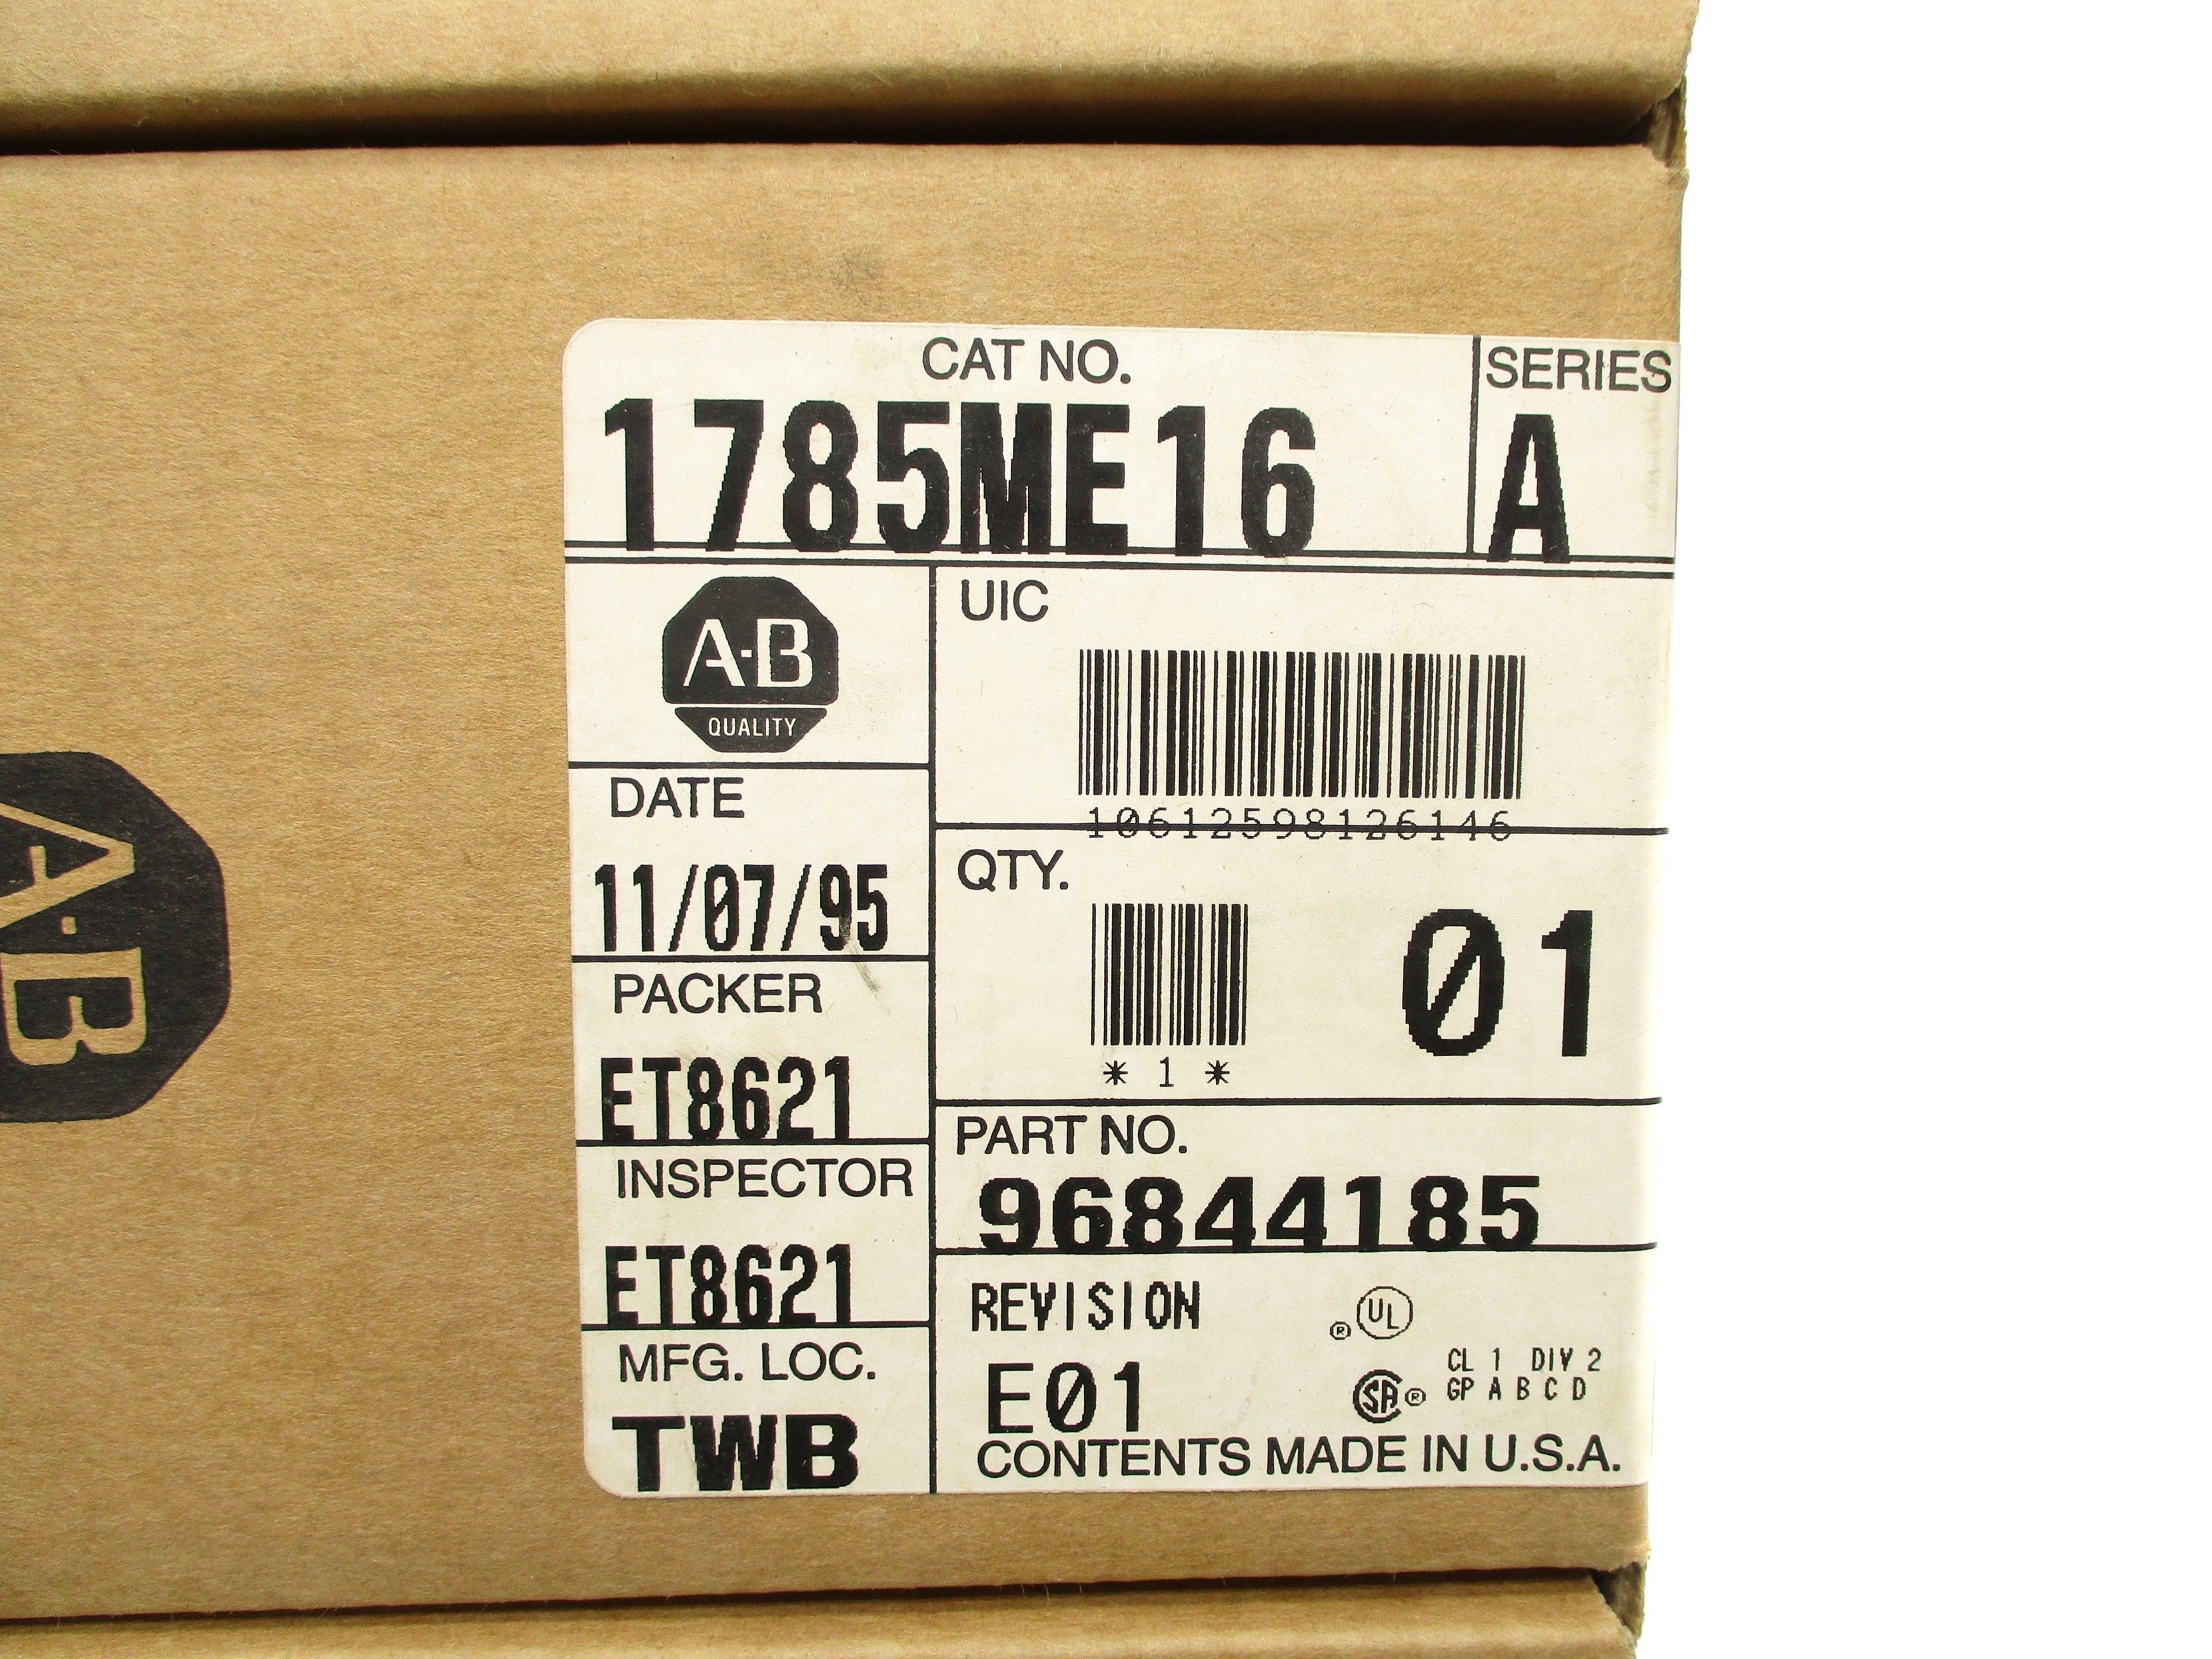 CAT NO.
SERIES
1785ME16
A
A-B
QUALITY
UIC
10612598126146
DATE
11/07/95
QTY.
*1*
01
PACKER
ET8621
PART NO.
96844185
INSPECTOR
ET8621
REVISION
E01
® UL
SA ®
CL 1 DIV 2
GP A B C D
MFG. LOC.
TWB
CONTENTS MADE IN U.S.A.
A-B